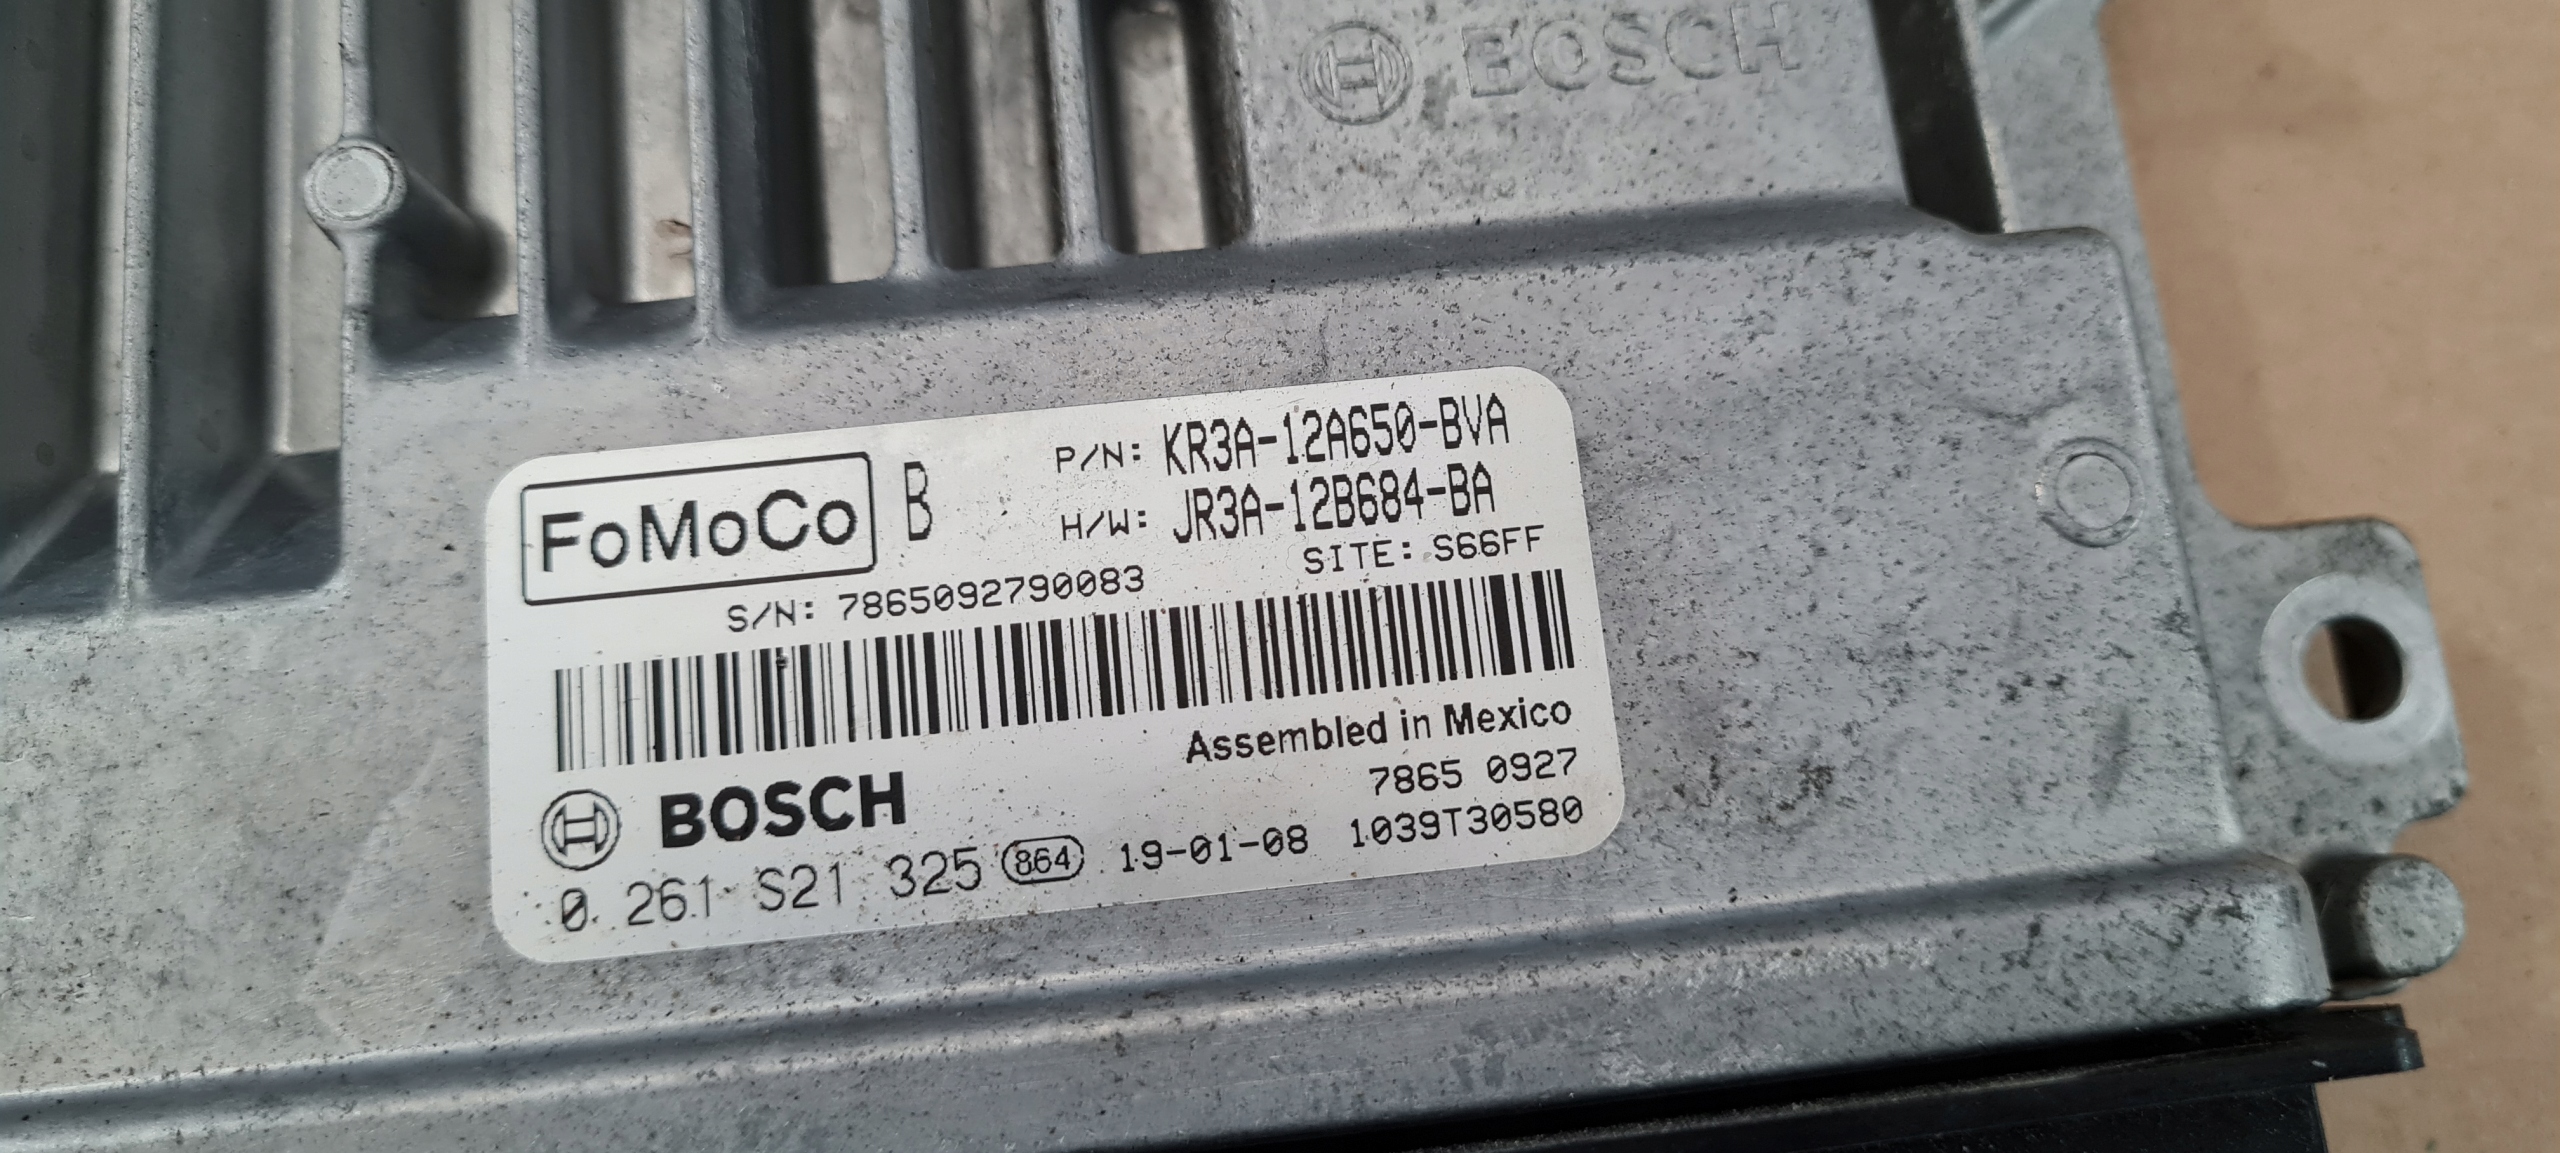 BOSCH
FoMoCo B
P/N: KR3A-12A650-BVA
H/W: JR3A-12B684-BA
SITE: S66FF
S/N: 7865092790083
Assembled in Mexico
BOSCH
7865 0927
0 261 S21 325 864 19-01-08 1039T30580